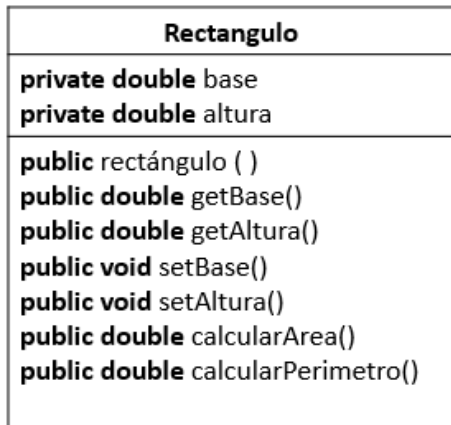 Rectangulo
private double base
private double altura
public rectángulo ( )
public double getBase()
public double getAltura()
public void setBase()
public void setAltura()
public double calcularArea()
public double calcularPerimetro()